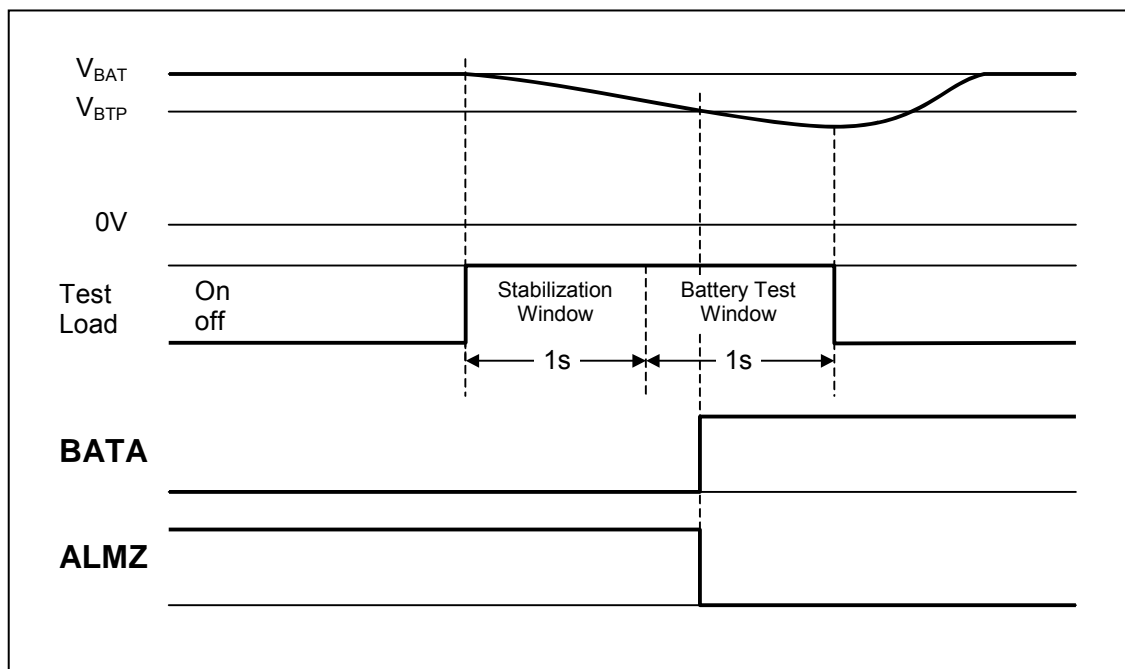 VBAT
VBTP
0V
Test
Load
On
off
Stabilization
Window
Battery Test
Window
1s
1s
BATA
ALMZ